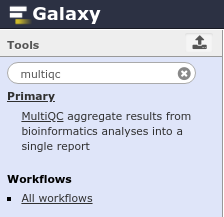 Galaxy
Tools
multiqc
Primary
MultiQC aggregate results from
bioinformatics analyses into a
single report
Workflows
All workflows